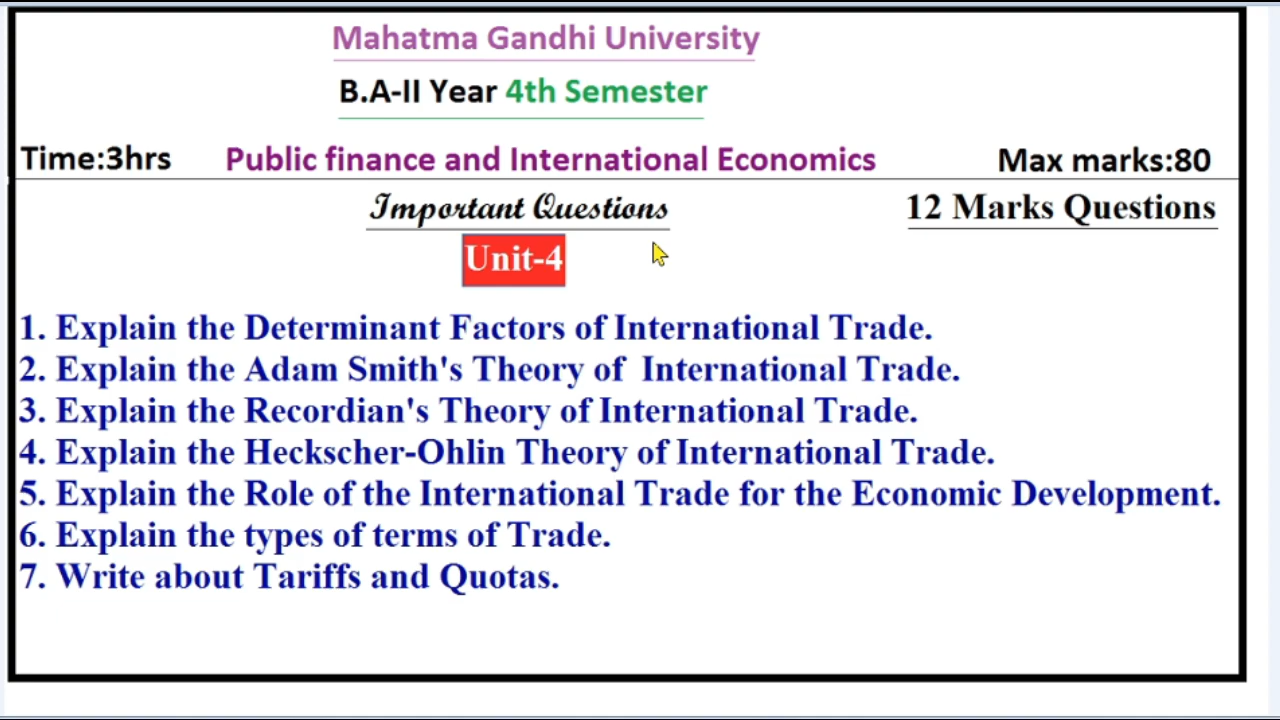 Mahatma Gandhi University
B.A-II Year 4th Semester
Time:3hrs Public finance and International Economics Max marks:80
Important Questions 12 Marks Questions
Unit-4
1. Explain the Determinant Factors of International Trade.
2. Explain the Adam Smith's Theory of International Trade.
3. Explain the Recordian's Theory of International Trade.
4. Explain the Heckscher-Ohlin Theory of International Trade.
5. Explain the Role of the International Trade for the Economic Development.
6. Explain the types of terms of Trade.
7. Write about Tariffs and Quotas.